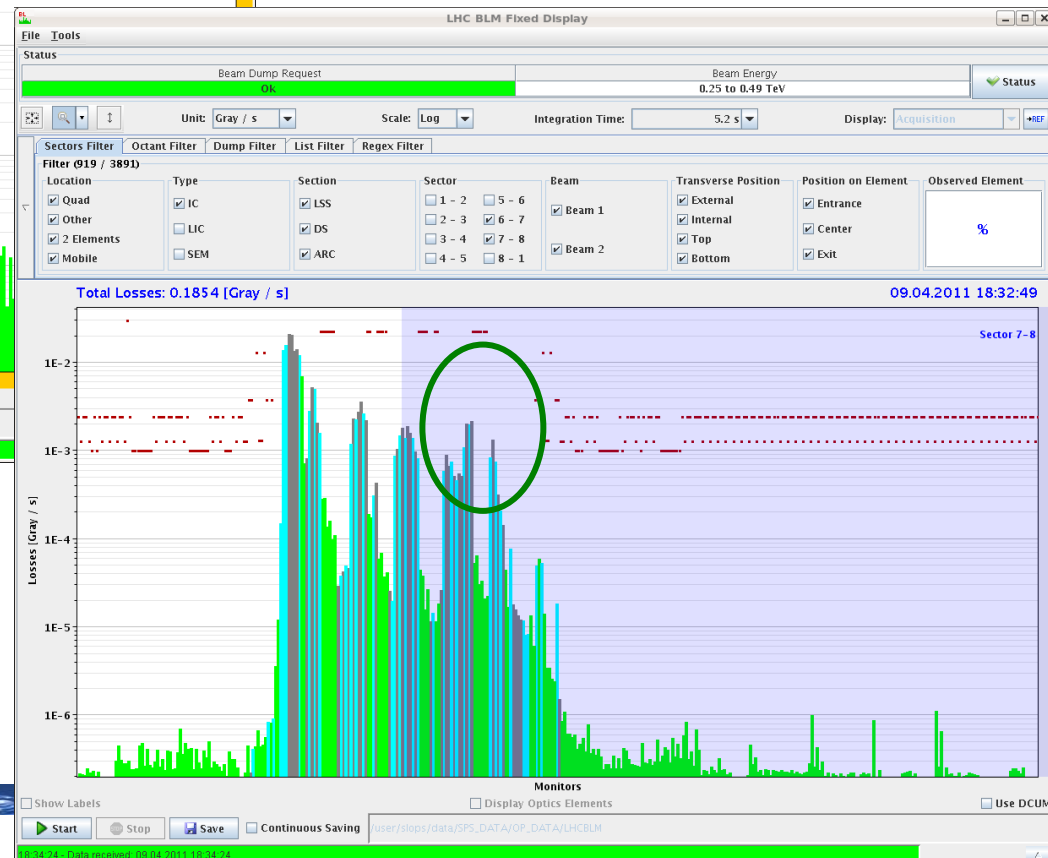 BL
LHC BLM Fixed Display
File Tools
Status
Beam Dump Request
Beam Energy
Ok
0.25 to 0.49 TeV
Status
Unit: Gray / s
Scale: Log
Integration Time: 5.2 s
Display: Acquisition
REF
Sectors Filter Octant Filter Dump Filter List Filter Regex Filter
Filter (919 / 3891)
Location Type Section Sector Beam Transverse Position Position on Element Observed Element
Quad IC LSS 1 - 2 5 - 6 Beam 1 External Entrance
Other LIC DS 2 - 3 6 - 7 Internal Center %
2 Elements SEM ARC 3 - 4 7 - 8 Beam 2 Top Exit
Mobile 4 - 5 8 - 1 Bottom
Total Losses: 0.1854 [Gray / s]
09.04.2011 18:32:49
Sector 7-8
1E-2
1E-3
1E-4
1E-5
1E-6
Losses [Gray / s]
Monitors
Show Labels Display Optics Elements Use DCUM
Start Stop Save Continuous Saving /user/slops/data/SPS_DATA/OP_DATA/LHCBLM
18:34:24 - Data received: 09.04.2011 18:34:24